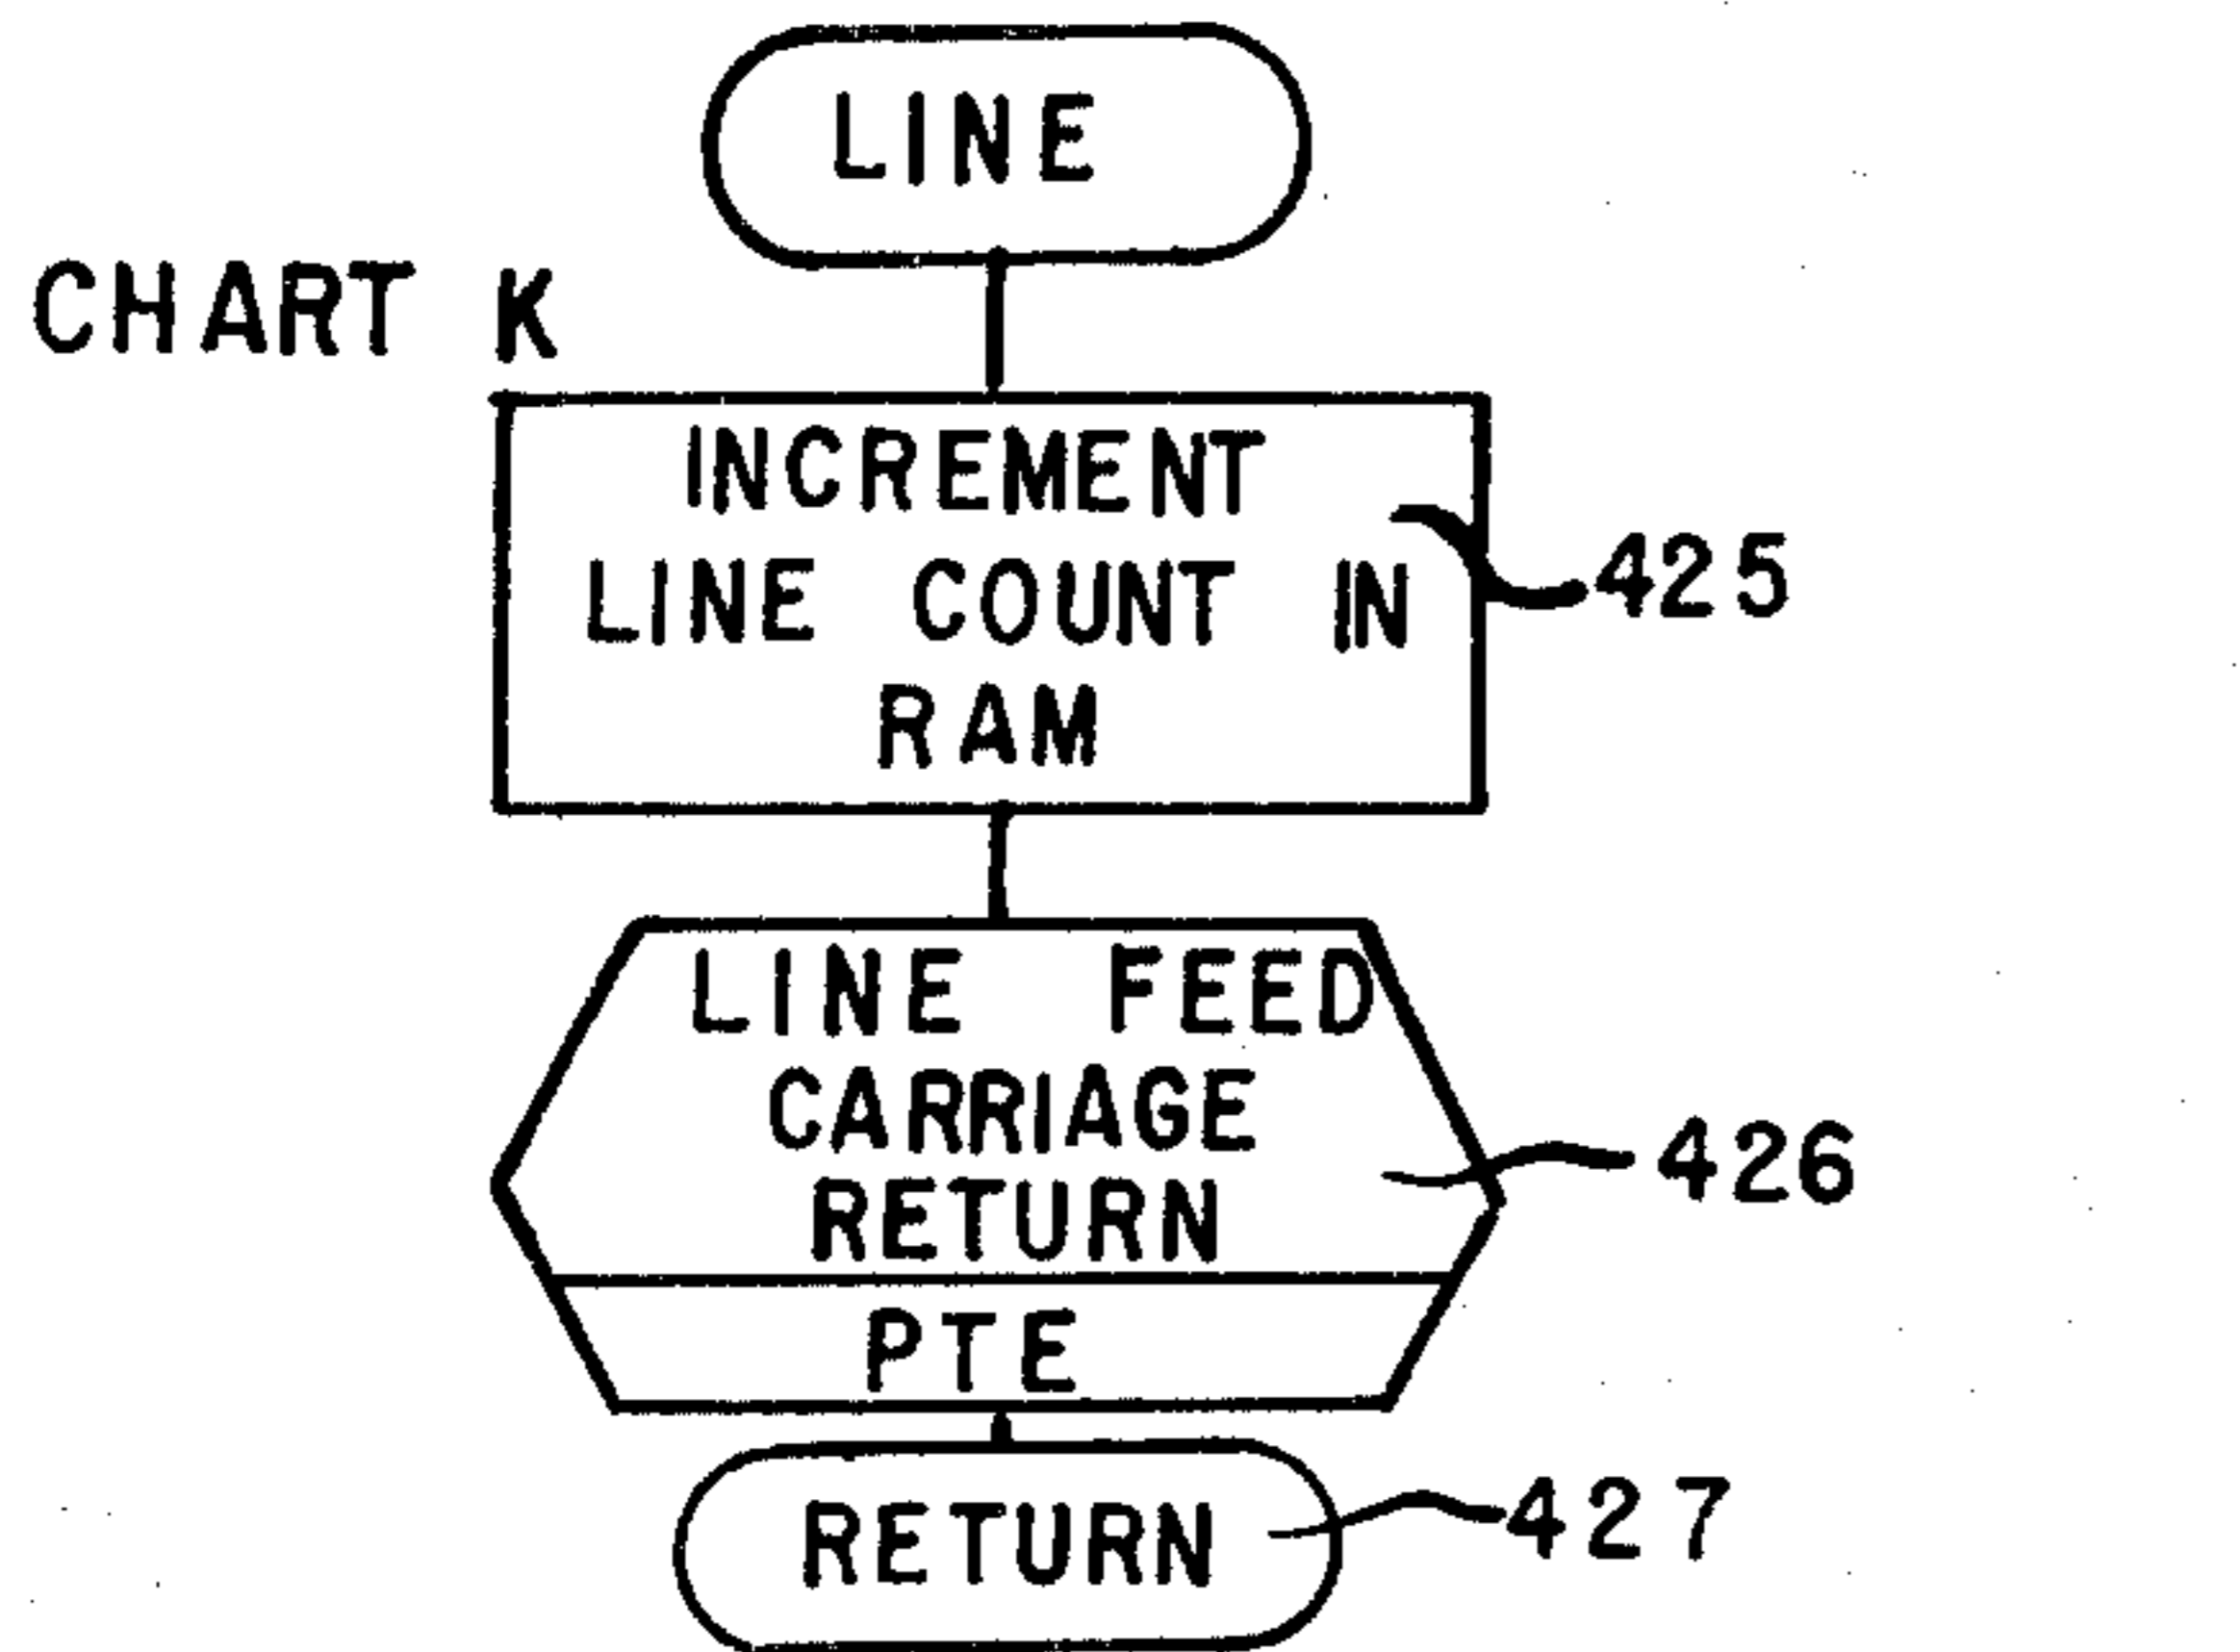 LINE
CHART K
INCREMENT
LINE COUNT IN
RAM
425
LINE FEED
CARRIAGE
RETURN
426
PTE
RETURN
427